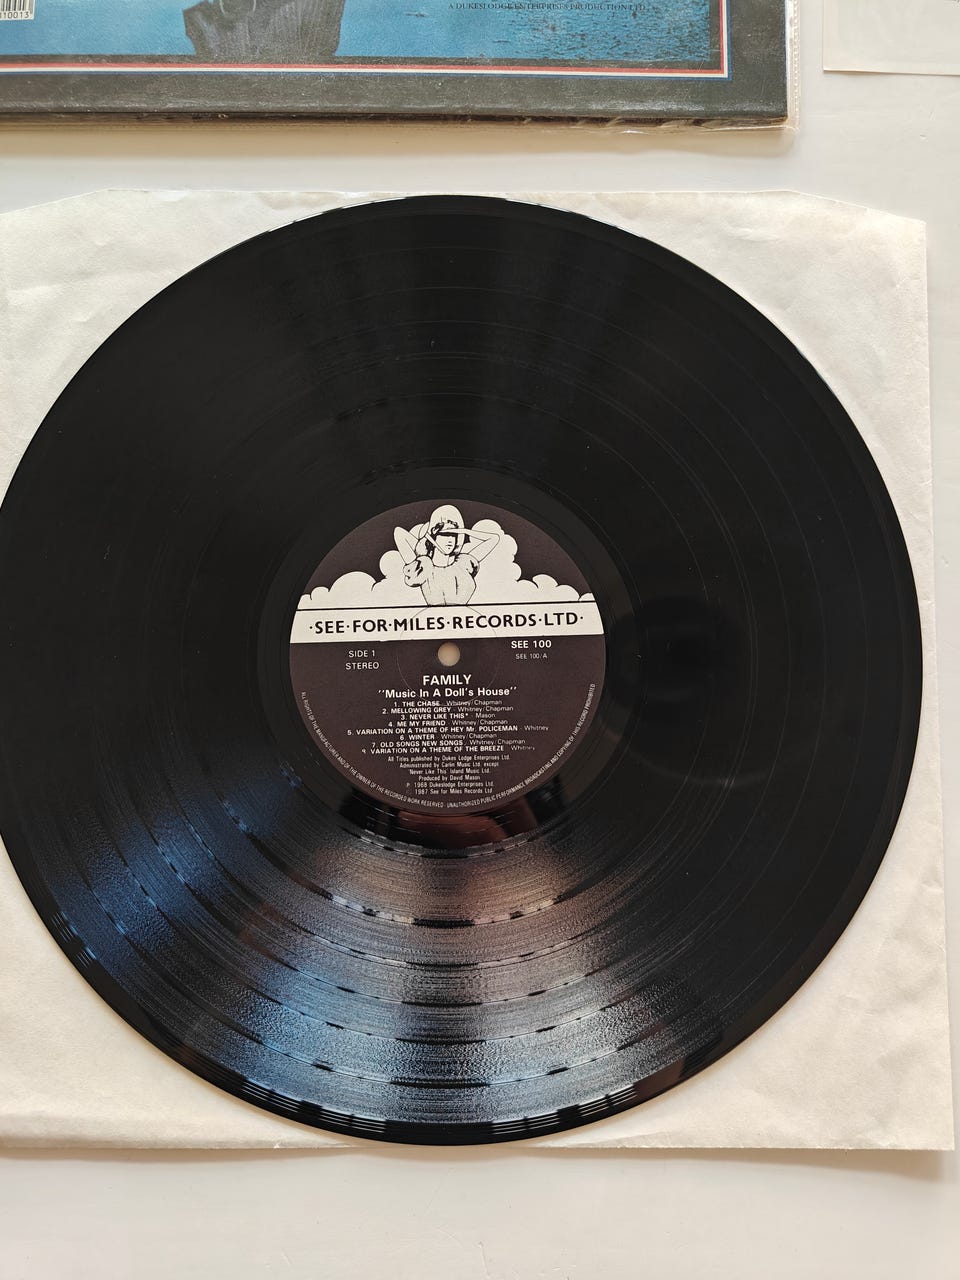 10013
A DUKESLODGE ENTERPRISES PRODUCTION LTD.
·SEE·FOR·MILES·RECORDS·LTD·
SIDE 1
STEREO
SEE 100
SEE 100/A
FAMILY
"Music In A Doll's House"
1. THE CHASE - Whitney/Chapman
2. MELLOWING GREY - Whitney/Chapman
3. NEVER LIKE THIS* - Mason
4. ME MY FRIEND - Whitney/Chapman
5. VARIATION ON A THEME OF HEY Mr. POLICEMAN - Whitney
6 WINTER - Whitney/Chapman
7. OLD SONGS NEW SONGS - Whitney/Chapman
VARIATION ON A THEME OF THE BREEZE - Whitney
All Titles published by Dukes Lodge Enterprises Ltd.
Administrated by Carlin Music Ltd. except
'Never Like This' Island Music Ltd.
Produced by David Mason
℗ 1968 Dukeslodge Enterprises Ltd.
© 1987 See for Miles Records Ltd
ALL RIGHTS OF THE MANUFACTURER AND OF THE OWNER OF THE RECORDED WORK RESERVED · UNAUTHORIZED PUBLIC PERFORMANCE BROADCASTING AND COPYING OF THIS RECORD PROHIBITED